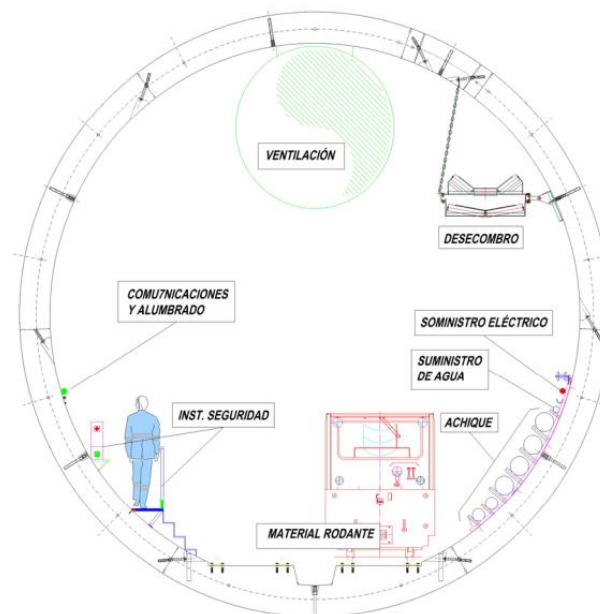 VENTILACIÓN
DESECOMBRO
COMU7NICACIONES
Y ALUMBRADO
SOMINISTRO ELÉCTRICO
SUMINISTRO
DE AGUA
INST. SEGURIDAD
ACHIQUE
MATERIAL RODANTE